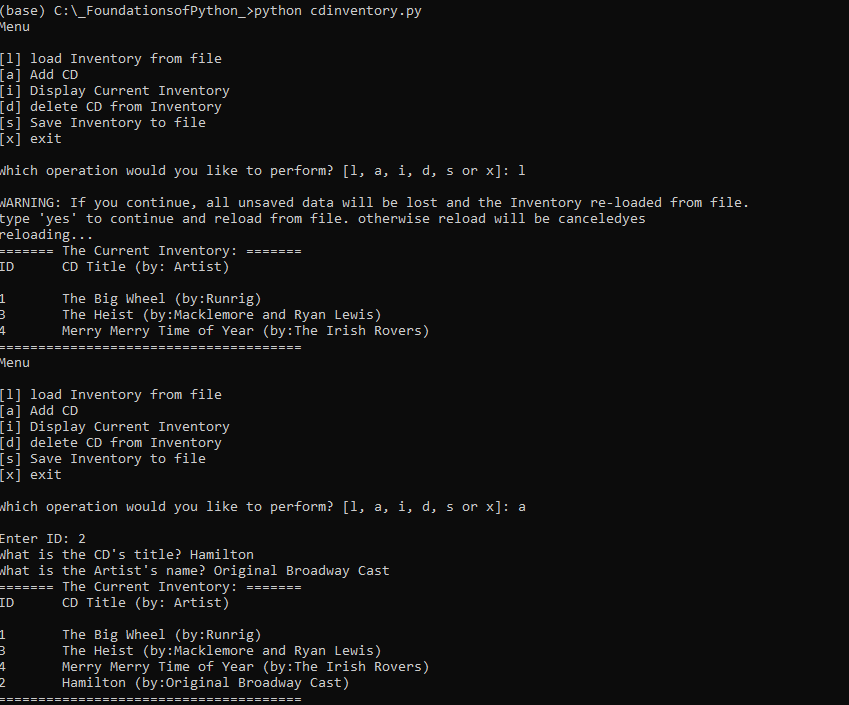 (base) C:\_FoundationsofPython_>python cdinventory.py
Menu
[l] load Inventory from file
[a] Add CD
[i] Display Current Inventory
[d] delete CD from Inventory
[s] Save Inventory to file
[x] exit
Which operation would you like to perform? [l, a, i, d, s or x]: l
WARNING: If you continue, all unsaved data will be lost and the Inventory re-loaded from file.
type 'yes' to continue and reload from file. otherwise reload will be canceledyes
reloading...
======= The Current Inventory: =======
ID CD Title (by: Artist)
1 The Big Wheel (by:Runrig)
3 The Heist (by:Macklemore and Ryan Lewis)
4 Merry Merry Time of Year (by:The Irish Rovers)
======================================
Menu
[l] load Inventory from file
[a] Add CD
[i] Display Current Inventory
[d] delete CD from Inventory
[s] Save Inventory to file
[x] exit
Which operation would you like to perform? [l, a, i, d, s or x]: a
Enter ID: 2
What is the CD's title? Hamilton
What is the Artist's name? Original Broadway Cast
======= The Current Inventory: =======
ID CD Title (by: Artist)
1 The Big Wheel (by:Runrig)
3 The Heist (by:Macklemore and Ryan Lewis)
4 Merry Merry Time of Year (by:The Irish Rovers)
2 Hamilton (by:Original Broadway Cast)
======================================